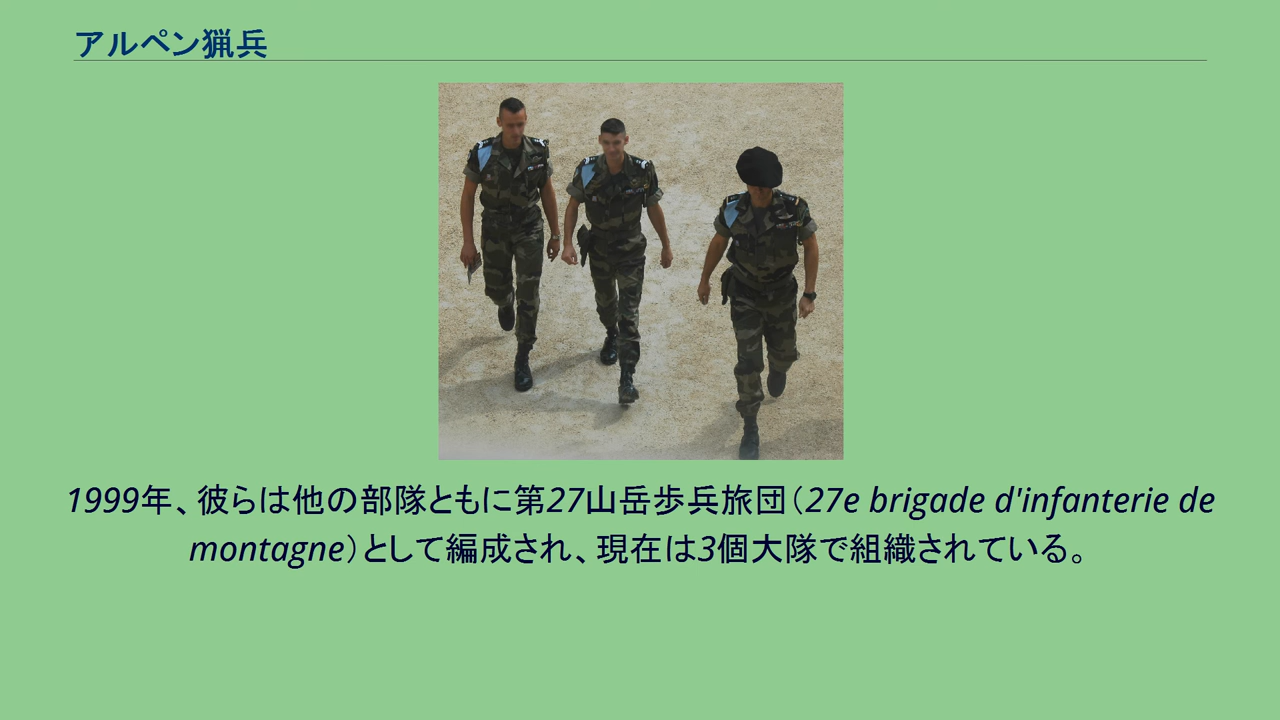 アルペン猟兵
1999年、彼らは他の部隊ともに第27山岳歩兵旅団（27e brigade d'infanterie de
montagne）として編成され、現在は3個大隊で組織されている。